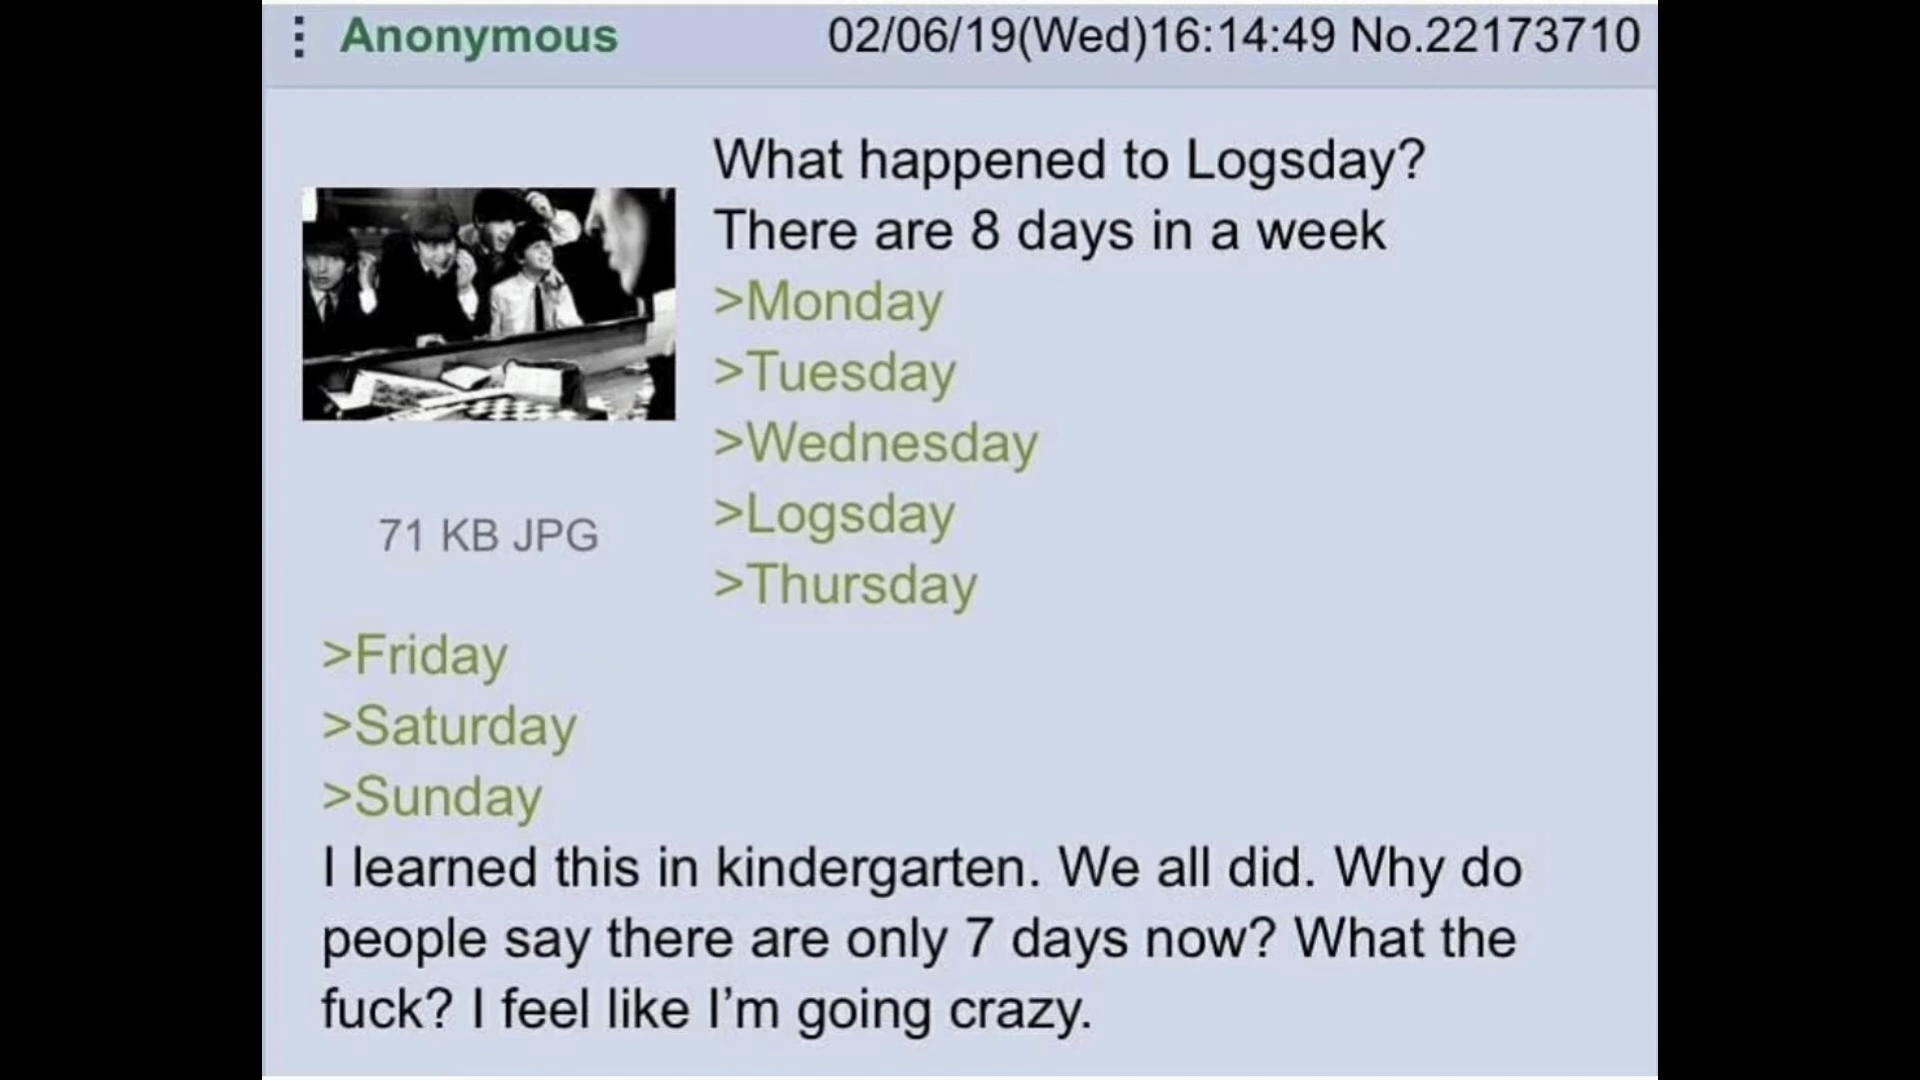 Anonymous 02/06/19(Wed)16:14:49 No.22173710
What happened to Logsday?
There are 8 days in a week
>Monday
>Tuesday
>Wednesday
>Logsday
71 KB JPG
>Thursday
>Friday
>Saturday
>Sunday
I learned this in kindergarten. We all did. Why do
people say there are only 7 days now? What the
fuck? I feel like I’m going crazy.